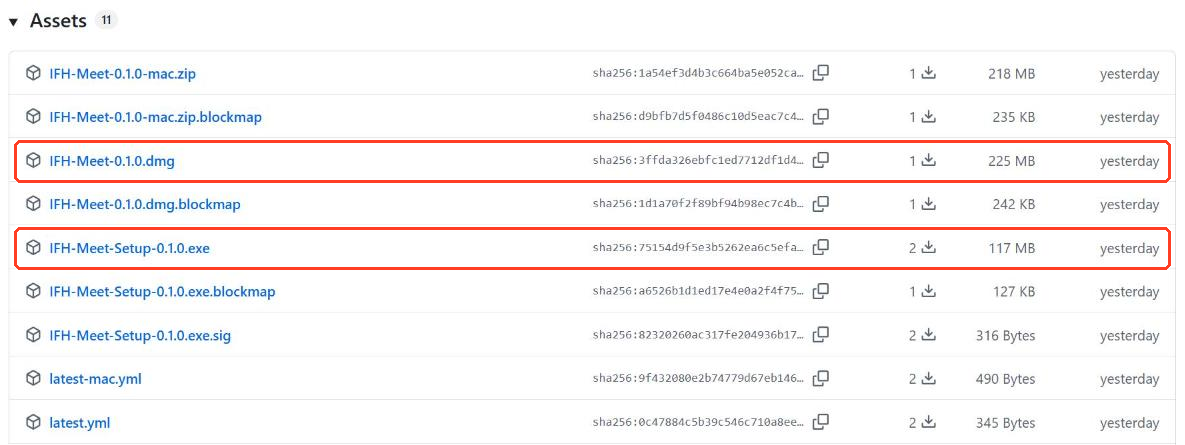 Assets 11
IFH-Meet-0.1.0-mac.zip sha256:1a54ef3d4b3c664ba5e052ca… 1 218 MB yesterday
IFH-Meet-0.1.0-mac.zip.blockmap sha256:d9bfb7d5f0486c10d5eac7c4… 1 235 KB yesterday
IFH-Meet-0.1.0.dmg sha256:3ffda326ebfc1ed7712df1d4… 1 225 MB yesterday
IFH-Meet-0.1.0.dmg.blockmap sha256:1d1a70f2f89bf94b98ec7c4b… 1 242 KB yesterday
IFH-Meet-Setup-0.1.0.exe sha256:75154d9f5e3b5262ea6c5efa… 2 117 MB yesterday
IFH-Meet-Setup-0.1.0.exe.blockmap sha256:a6526b1d1ed17e4e0a2f4f75… 1 127 KB yesterday
IFH-Meet-Setup-0.1.0.exe.sig sha256:82320260ac317fe204936b17… 2 316 Bytes yesterday
latest-mac.yml sha256:9f432080e2b74779d67eb146… 2 490 Bytes yesterday
latest.yml sha256:0c47884c5b39c546c710a8ee… 2 345 Bytes yesterday